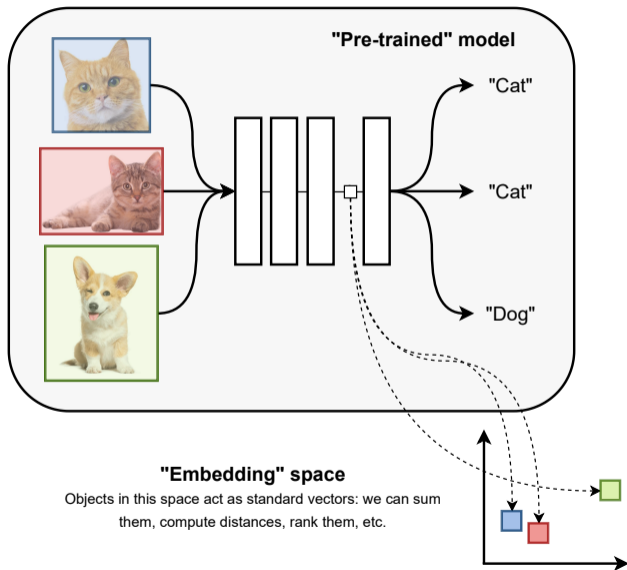 "Pre-trained" model
"Cat"
"Cat"
"Dog"
"Embedding" space
Objects in this space act as standard vectors: we can sum
them, compute distances, rank them, etc.